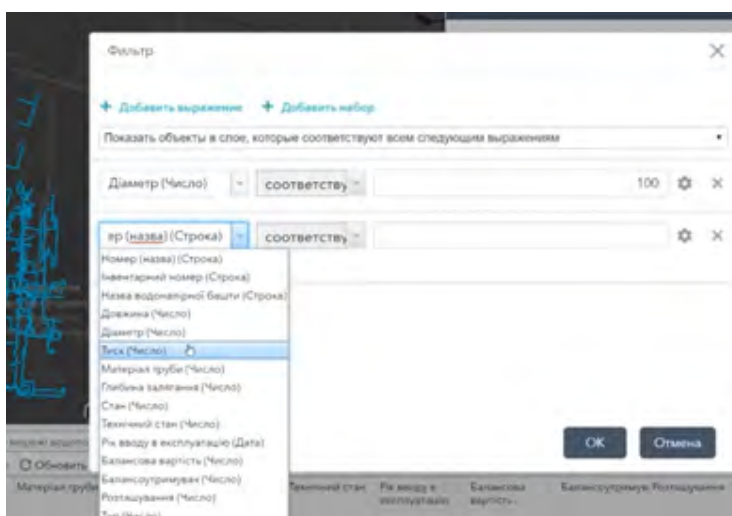 Фильтр
+ Добавить выражение + Добавить набор
Показать объекты в слое, которые соответствуют всем следующим выражениям
Діаметр (Число) соответству 100
ер (назва) (Строка) соответству
Номер (назва) (Строка)
Інвентарний номер (Строка)
Назва водонапірної башти (Строка)
Довжина (Число)
Діаметр (Число)
Тиск (Число)
Матеріал труби (Число)
Глибина залягання (Число)
Стан (Число)
Технічний стан (Число)
Рік вводу в експлуатацію (Дата)
Балансова вартість (Число)
Балансоутримувач (Число)
Розташування (Число)
Тип (Число)
OK Отмена
Обновить
Матеріал труби Технічний стан Рік вводу в експлуатацію Балансова вартість Балансоутримув Розташування